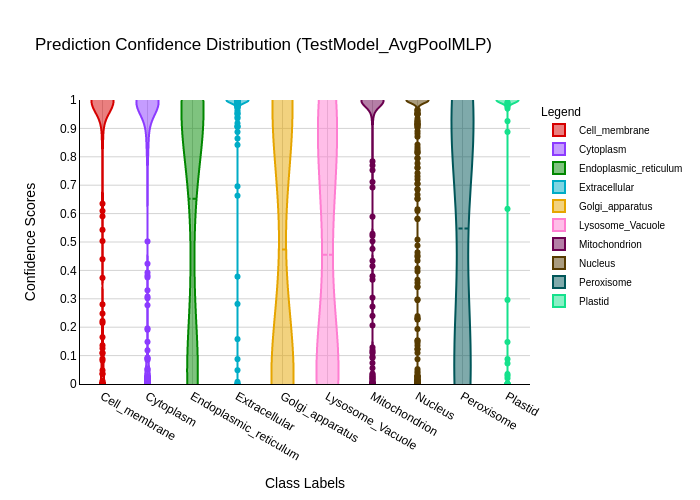 Prediction Confidence Distribution (TestModel_AvgPoolMLP)
Confidence Scores
1
0.9
0.8
0.7
0.6
0.5
0.4
0.3
0.2
0.1
0
Cell_membrane
Cytoplasm
Endoplasmic_reticulum
Extracellular
Golgi_apparatus
Lysosome_Vacuole
Mitochondrion
Nucleus
Peroxisome
Plastid
Class Labels
Legend
Cell_membrane
Cytoplasm
Endoplasmic_reticulum
Extracellular
Golgi_apparatus
Lysosome_Vacuole
Mitochondrion
Nucleus
Peroxisome
Plastid